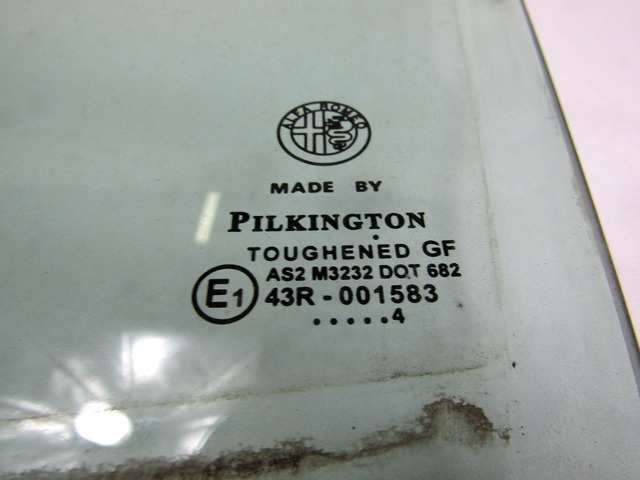 ALFA ROMEO
MADE BY
PILKINGTON
TOUGHENED GF
AS2 M3232 DOT 682
E1 43R - 001583
.....4